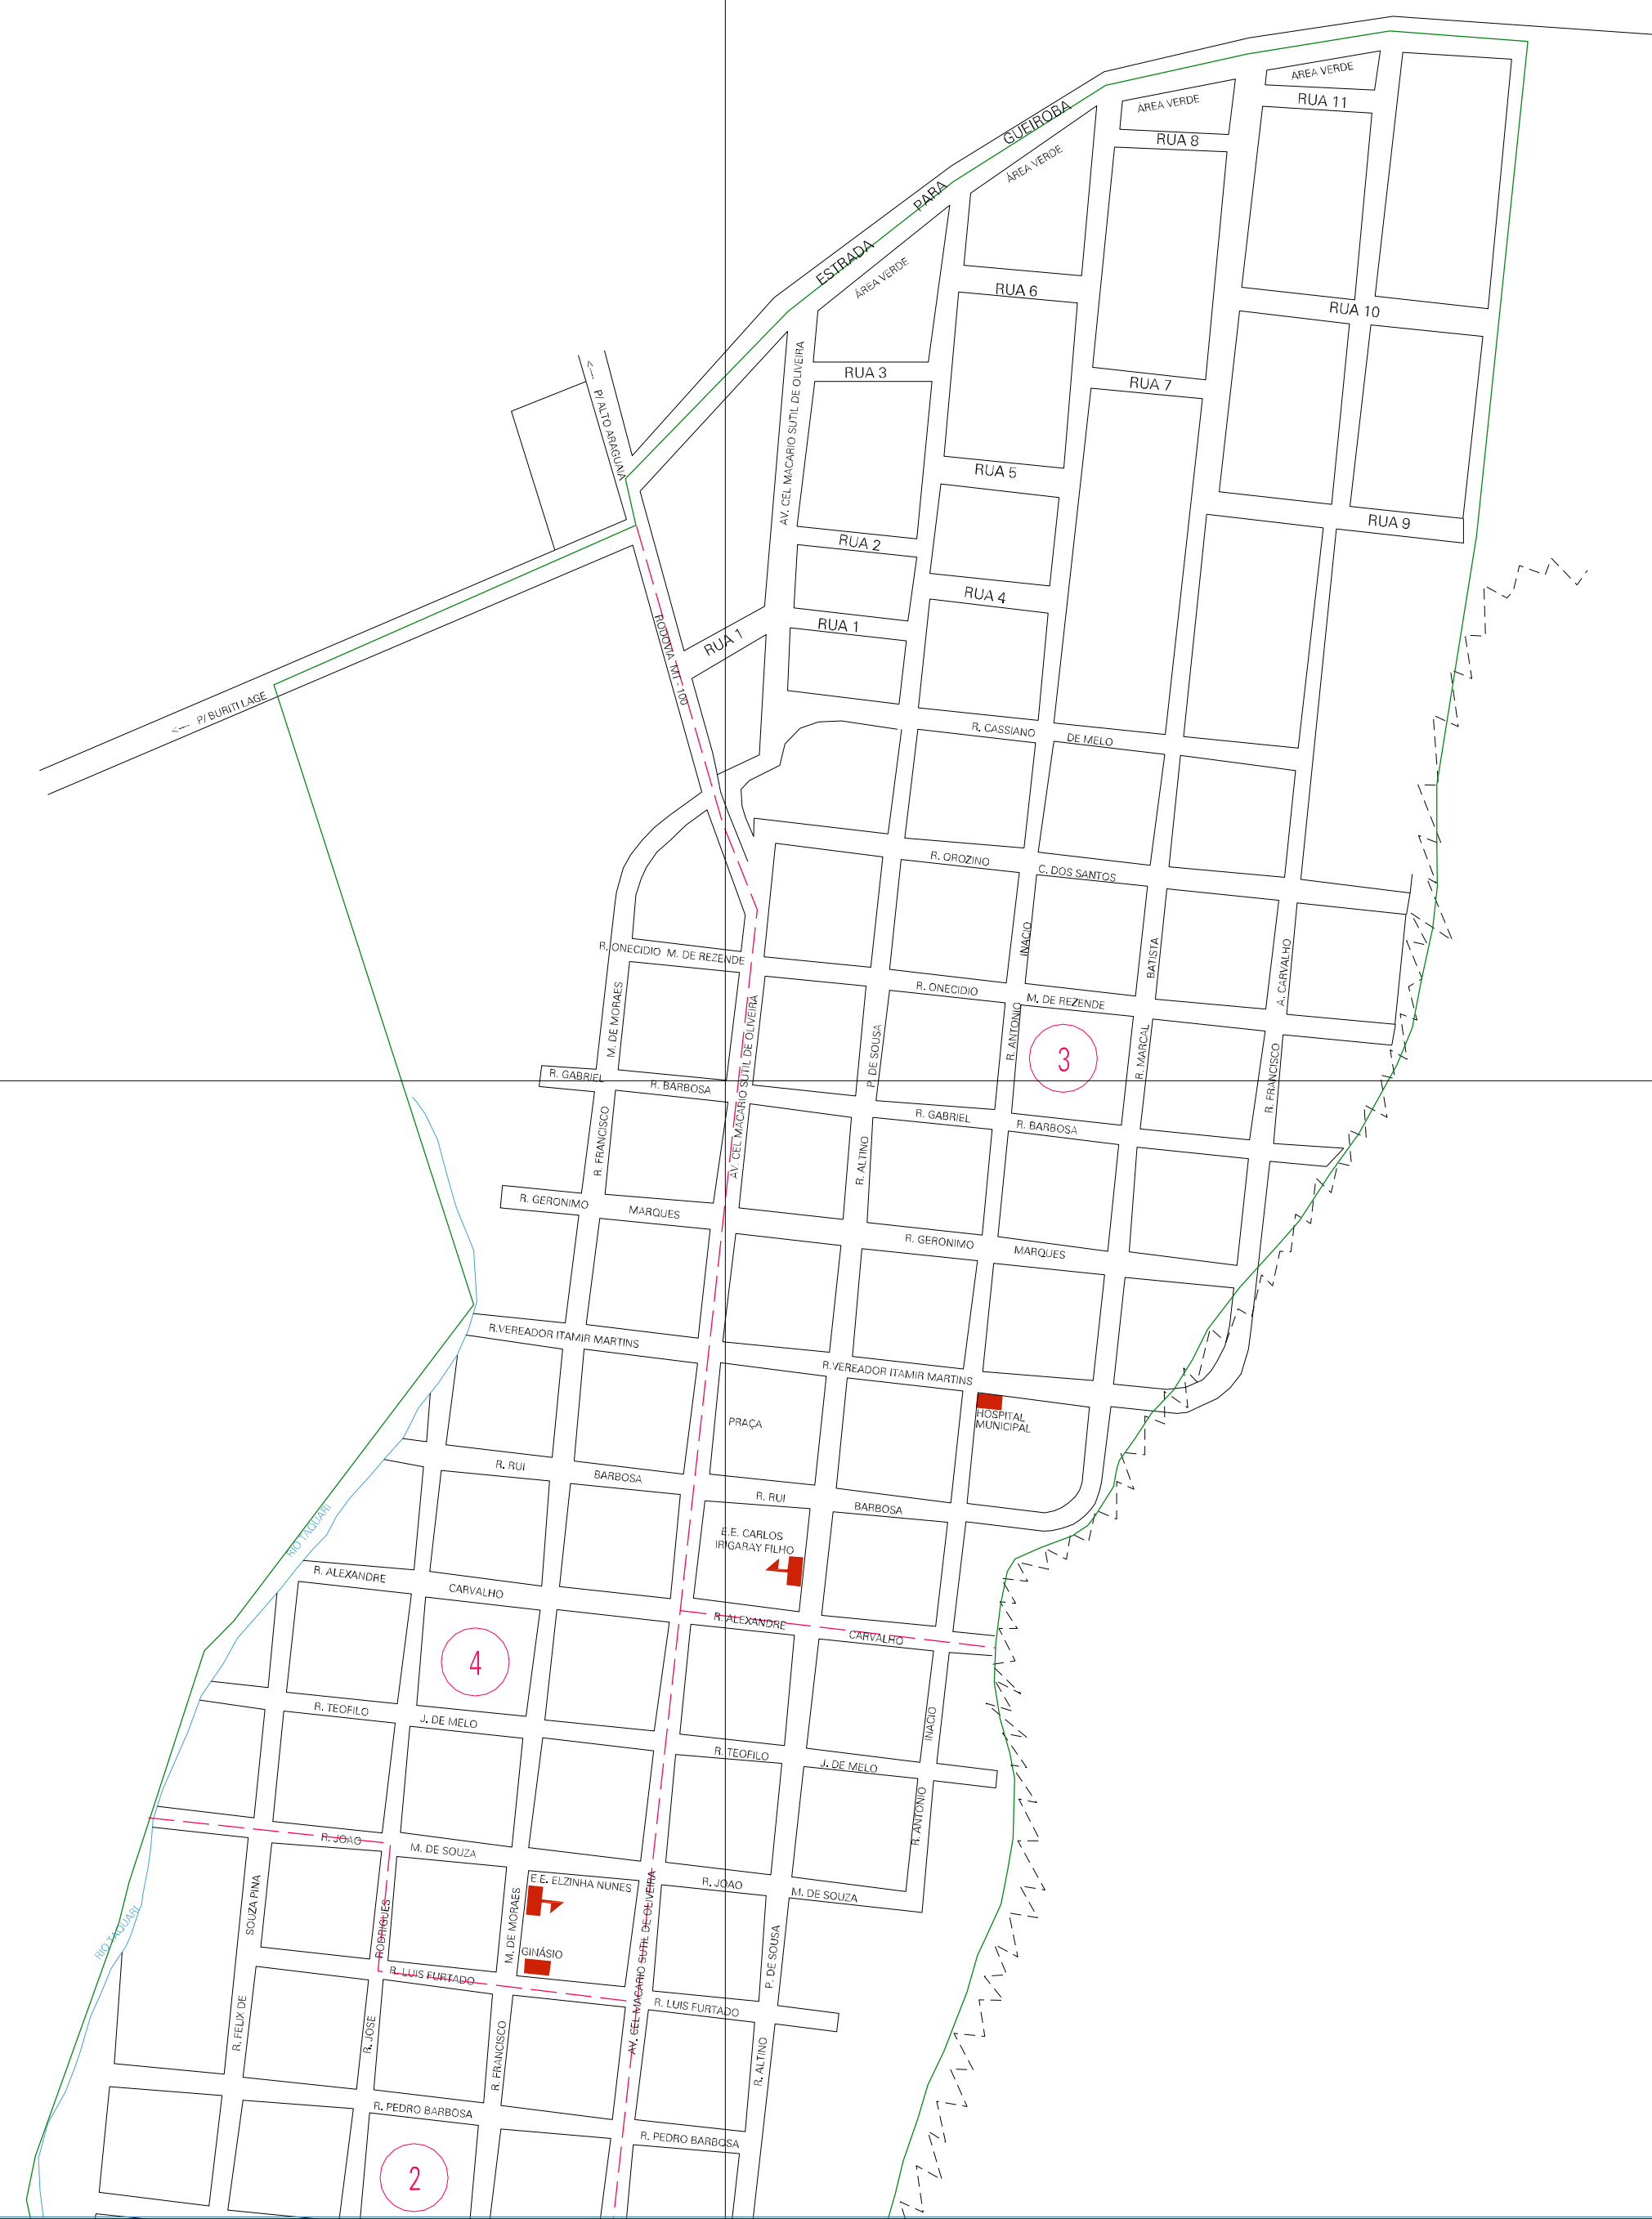 ÁREA VERDE
RUA 11
ÁREA VERDE
RUA 8
GUEIROBA
ÁREA VERDE
PARA
ESTRADA
ÁREA VERDE
RUA 6
RUA 10
RUA 3
RUA 7
<--- P/ ALTO ARAGUAIA
AV. CEL MACARIO SUTIL DE OLIVEIRA
RUA 5
RUA 9
RUA 2
RUA 4
RUA 1
RUA 1
RODOVIA MT - 100
<--- P/ BURITI LAGE
R. CASSIANO
DE MELO
R. OROZINO
C. DOS SANTOS
INACIO
BATISTA
A. CARVALHO
R. ONECIDIO M. DE REZENDE
R. ONECIDIO
M. DE REZENDE
M. DE MORAES
AV. CEL MACARIO SUTIL DE OLIVEIRA
P. DE SOUSA
R. ANTONIO
3
R. MARCAL
R. FRANCISCO
R. GABRIEL
R. BARBOSA
R. GABRIEL
R. BARBOSA
R. FRANCISCO
R. ALTINO
R. GERONIMO
MARQUES
R. GERONIMO
MARQUES
R.VEREADOR ITAMIR MARTINS
R.VEREADOR ITAMIR MARTINS
PRAÇA
HOSPITAL
MUNICIPAL
R. RUI
BARBOSA
R. RUI
BARBOSA
RIO TAQUARI
E.E. CARLOS
IRIGARAY FILHO
R. ALEXANDRE
CARVALHO
R. ALEXANDRE
CARVALHO
4
R. TEOFILO
J. DE MELO
INACIO
R. TEOFILO
J. DE MELO
R. ANTONIO
R. JOAO
M. DE SOUZA
R. JOAO
M. DE SOUZA
E E. ELZINHA NUNES
SOUZA PINA
RODRIGUES
M. DE MORAES
AV. CEL MACARIO SUTIL DE OLIVEIRA
P. DE SOUSA
RIO TAQUARI
GINÁSIO
R. LUIS FURTADO
R. LUIS FURTADO
R. FELIX DE
R. JOSE
R. FRANCISCO
R. ALTINO
R. PEDRO BARBOSA
R. PEDRO BARBOSA
2